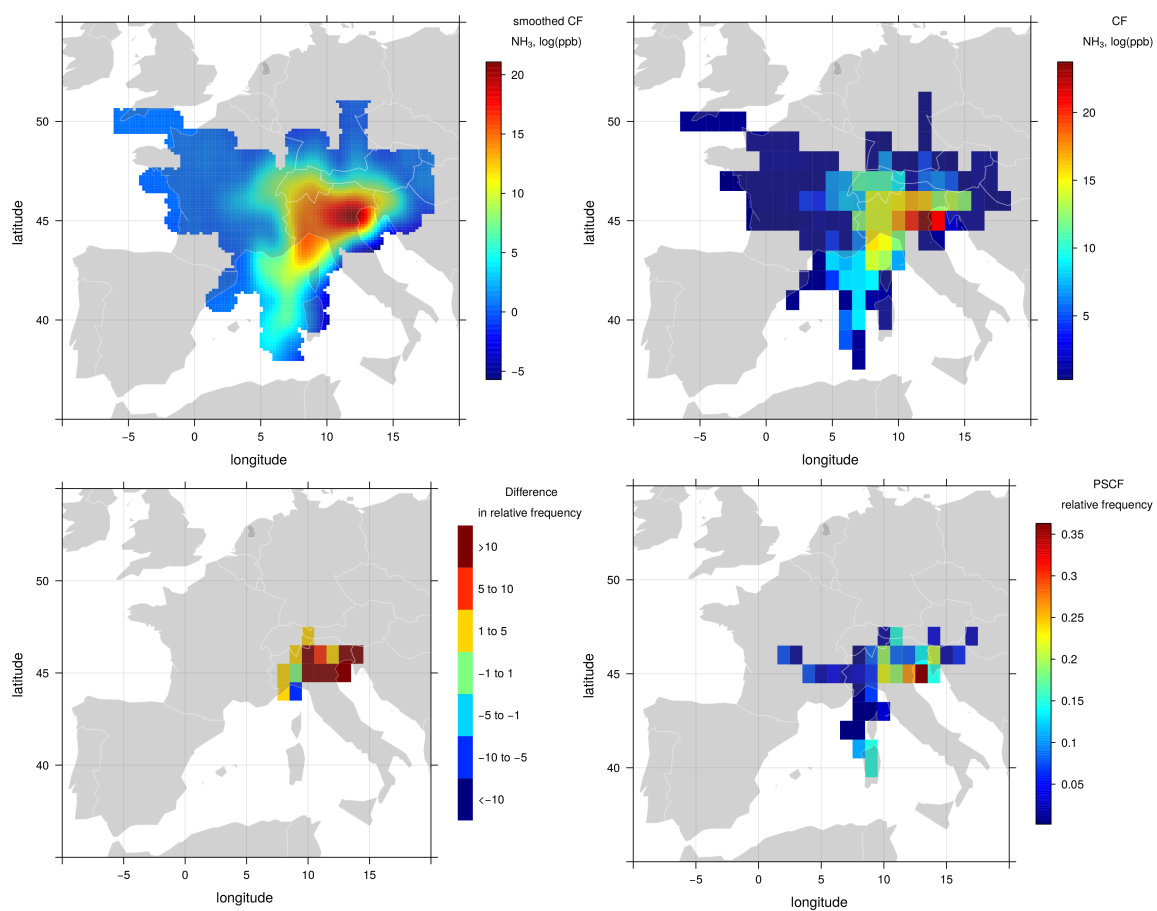 smoothed CF
NH₃, log(ppb)
20
15
10
5
0
−5
50
45
40
latitude
−5 0 5 10 15
longitude
CF
NH₃, log(ppb)
20
15
10
5
50
45
40
latitude
−5 0 5 10 15
longitude
Difference
in relative frequency
>10
5 to 10
1 to 5
−1 to 1
−5 to −1
−10 to −5
<−10
50
45
40
latitude
−5 0 5 10 15
longitude
PSCF
relative frequency
0.35
0.3
0.25
0.2
0.15
0.1
0.05
50
45
40
latitude
−5 0 5 10 15
longitude